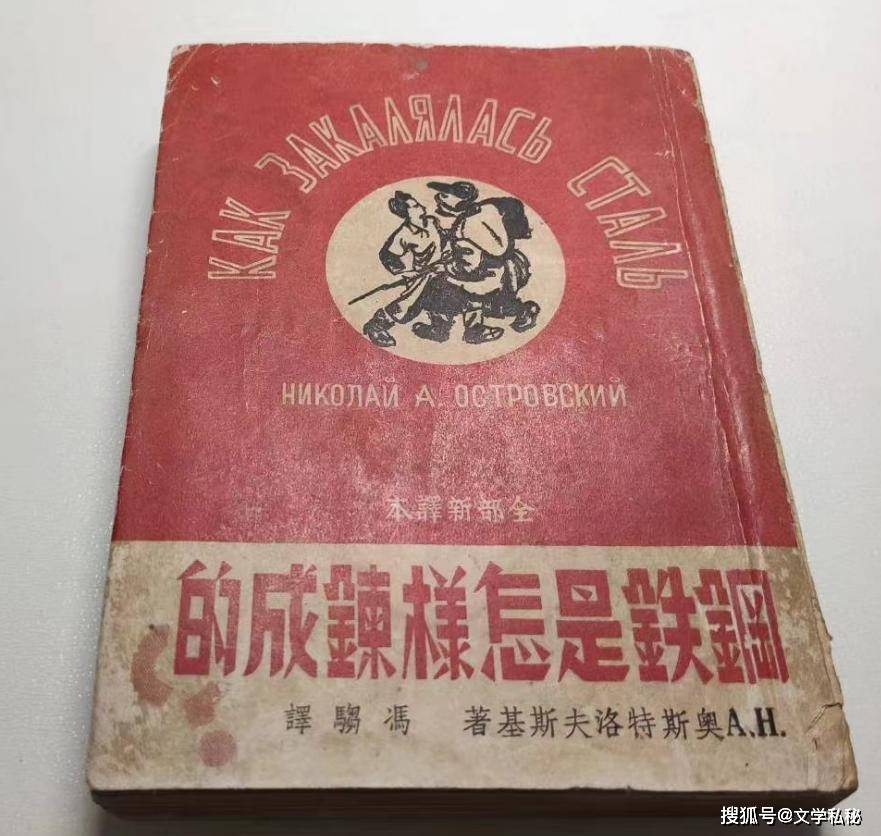 КАК ЗАКАЛЯЛАСЬ СТАЛЬ
НИКОЛАЙ А. ОСТРОВСКИЙ
全部新譯本
鋼鉄是怎樣鍊成的
A.H.奧斯特洛夫斯基著 馮騶譯
搜狐号@文学私秘